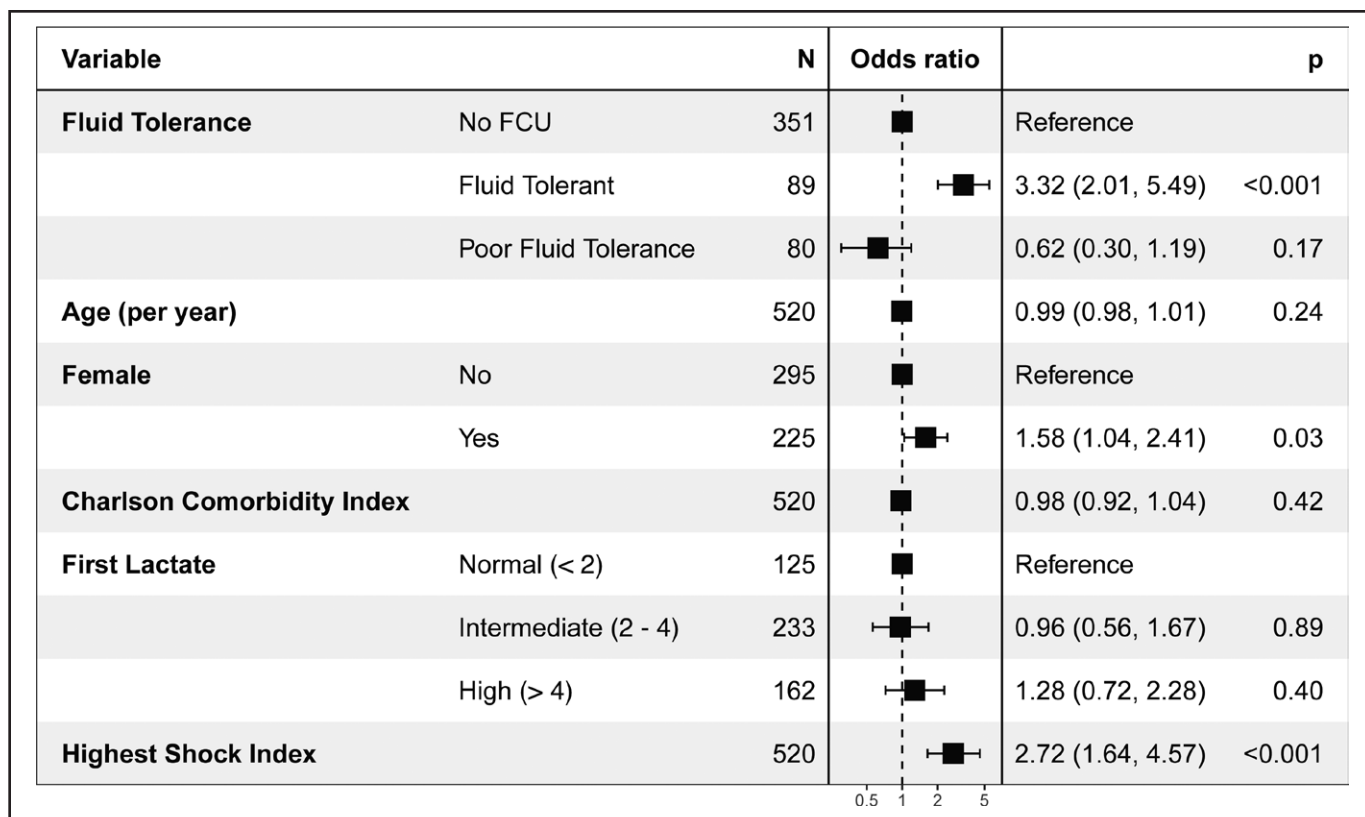 Variable N Odds ratio p
Fluid Tolerance No FCU 351 Reference
Fluid Tolerant 89 3.32 (2.01, 5.49) <0.001
Poor Fluid Tolerance 80 0.62 (0.30, 1.19) 0.17
Age (per year) 520 0.99 (0.98, 1.01) 0.24
Female No 295 Reference
Yes 225 1.58 (1.04, 2.41) 0.03
Charlson Comorbidity Index 520 0.98 (0.92, 1.04) 0.42
First Lactate Normal (< 2) 125 Reference
Intermediate (2 - 4) 233 0.96 (0.56, 1.67) 0.89
High (> 4) 162 1.28 (0.72, 2.28) 0.40
Highest Shock Index 520 2.72 (1.64, 4.57) <0.001
0.5 1 2 5